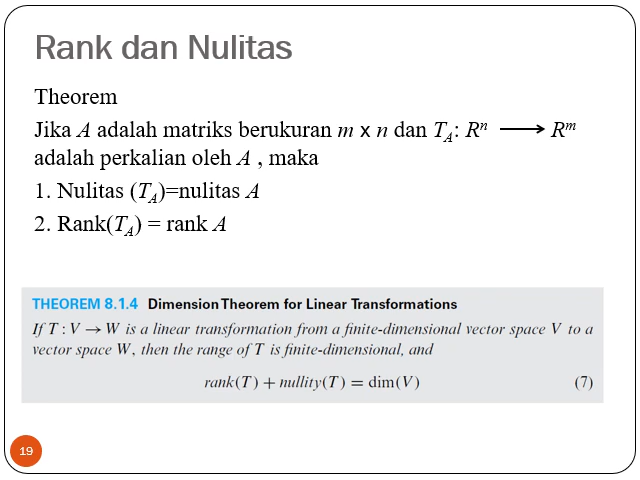 Rank dan Nulitas
Theorem
Jika A adalah matriks berukuran m x n dan T_A: R^n ⟶ R^m
adalah perkalian oleh A , maka
1. Nulitas (T_A)=nulitas A
2. Rank(T_A) = rank A
THEOREM 8.1.4 Dimension Theorem for Linear Transformations
If T : V → W is a linear transformation from a finite-dimensional vector space V to a
vector space W, then the range of T is finite-dimensional, and
rank(T) + nullity(T) = dim(V) (7)
19